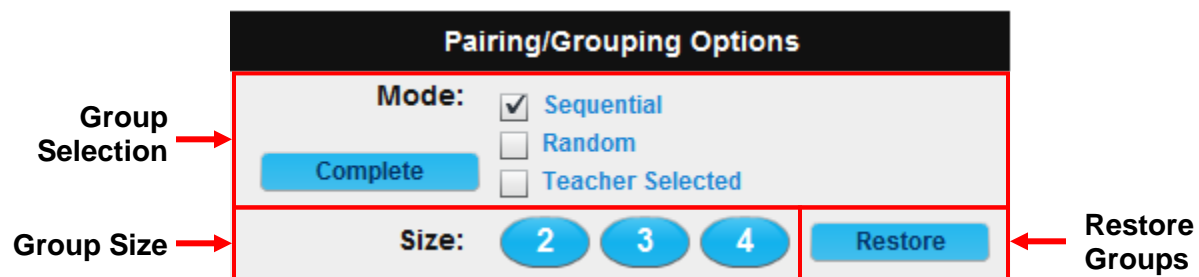 Pairing/Grouping Options
Group
Selection
Mode:
Sequential
Random
Teacher Selected
Complete
Group Size
Size:
2
3
4
Restore
Restore
Groups